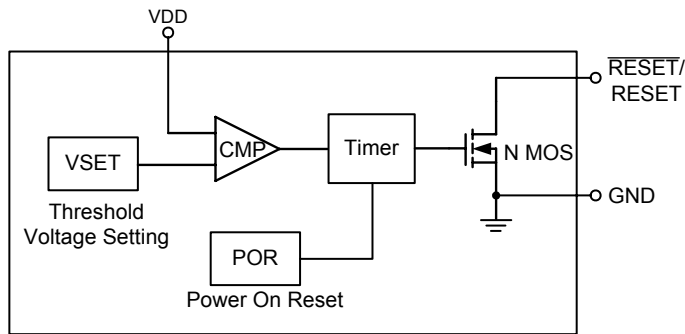 VDD
RESET/
RESET
CMP
Timer
VSET
N MOS
Threshold
Voltage Setting
GND
POR
Power On Reset